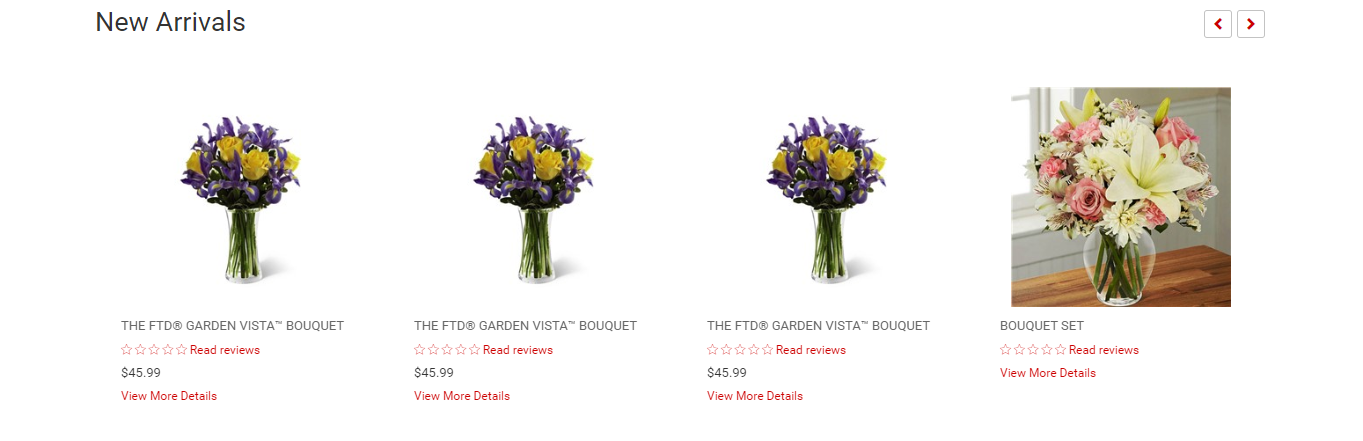 New Arrivals
THE FTD® GARDEN VISTA™ BOUQUET
Read reviews
$45.99
View More Details
THE FTD® GARDEN VISTA™ BOUQUET
Read reviews
$45.99
View More Details
THE FTD® GARDEN VISTA™ BOUQUET
Read reviews
$45.99
View More Details
BOUQUET SET
Read reviews
View More Details